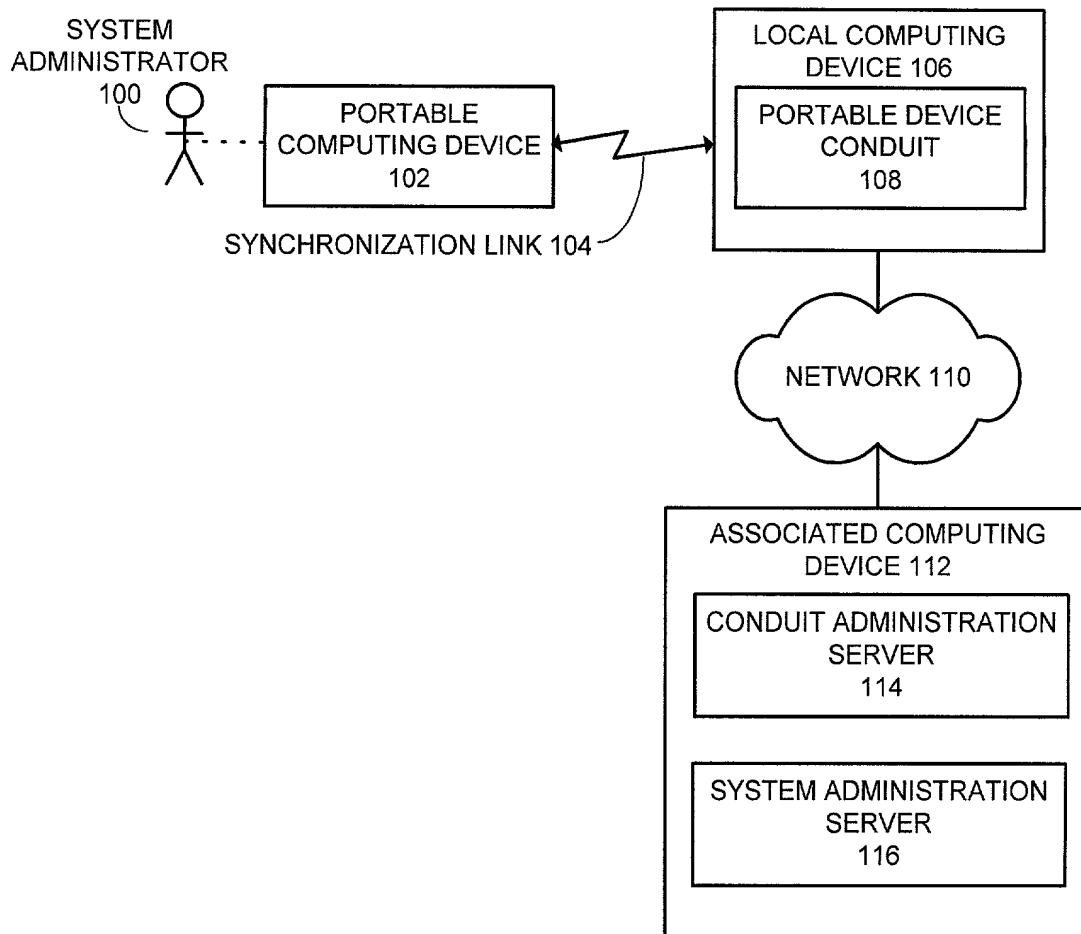 SYSTEM
ADMINISTRATOR
100
PORTABLE
COMPUTING DEVICE
102
SYNCHRONIZATION LINK 104
LOCAL COMPUTING
DEVICE 106
PORTABLE DEVICE
CONDUIT
108
NETWORK 110
ASSOCIATED COMPUTING
DEVICE 112
CONDUIT ADMINISTRATION
SERVER
114
SYSTEM ADMINISTRATION
SERVER
116